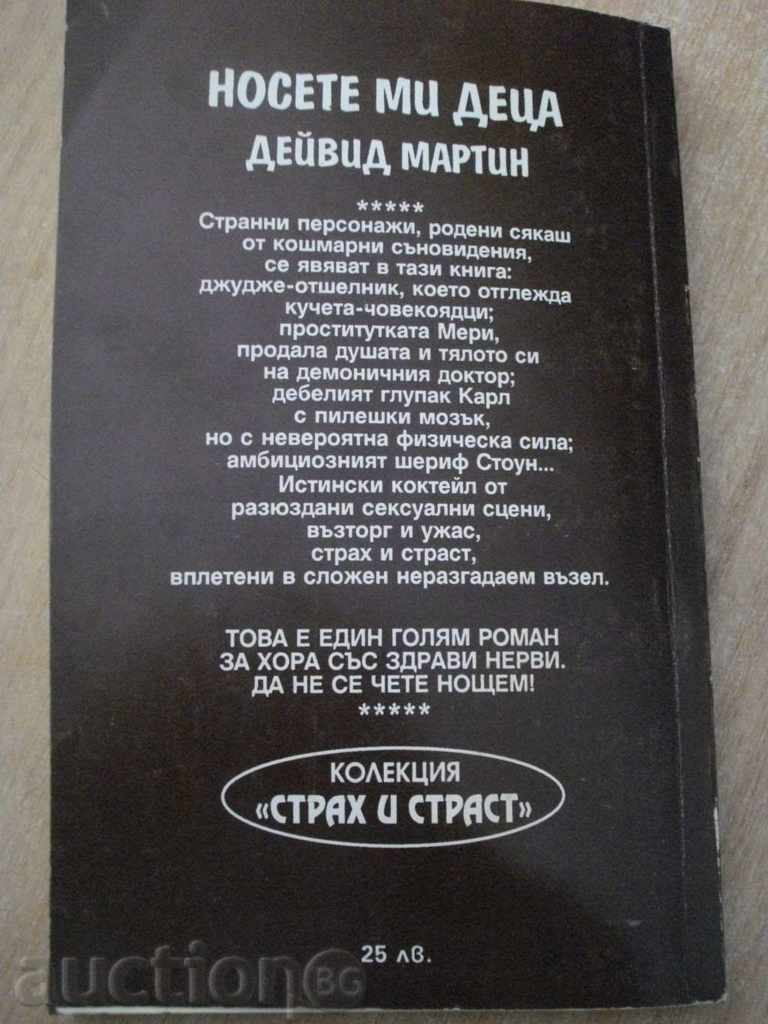 НОСЕТЕ МИ ДЕЦА
ДЕЙВИД МАРТИН
*****
Странни персонажи, родени сякаш
от кошмарни съновидения,
се явяват в тази книга:
джудже-отшелник, което отглежда
кучета-човекоядци;
проститутката Мери,
продала душата и тялото си
на демоничния доктор;
дебелият глупак Карл
с пилешки мозък,
но с невероятна физическа сила;
амбициозният шериф Стоун...
Истински коктейл от
разюздани сексуални сцени,
възторг и ужас,
страх и страст,
вплетени в сложен неразгадаем възел.
ТОВА Е ЕДИН ГОЛЯМ РОМАН
ЗА ХОРА СЪС ЗДРАВИ НЕРВИ.
ДА НЕ СЕ ЧЕТЕ НОЩЕМ!
*****
КОЛЕКЦИЯ
«СТРАХ И СТРАСТ»
25 лв.
auctionBG